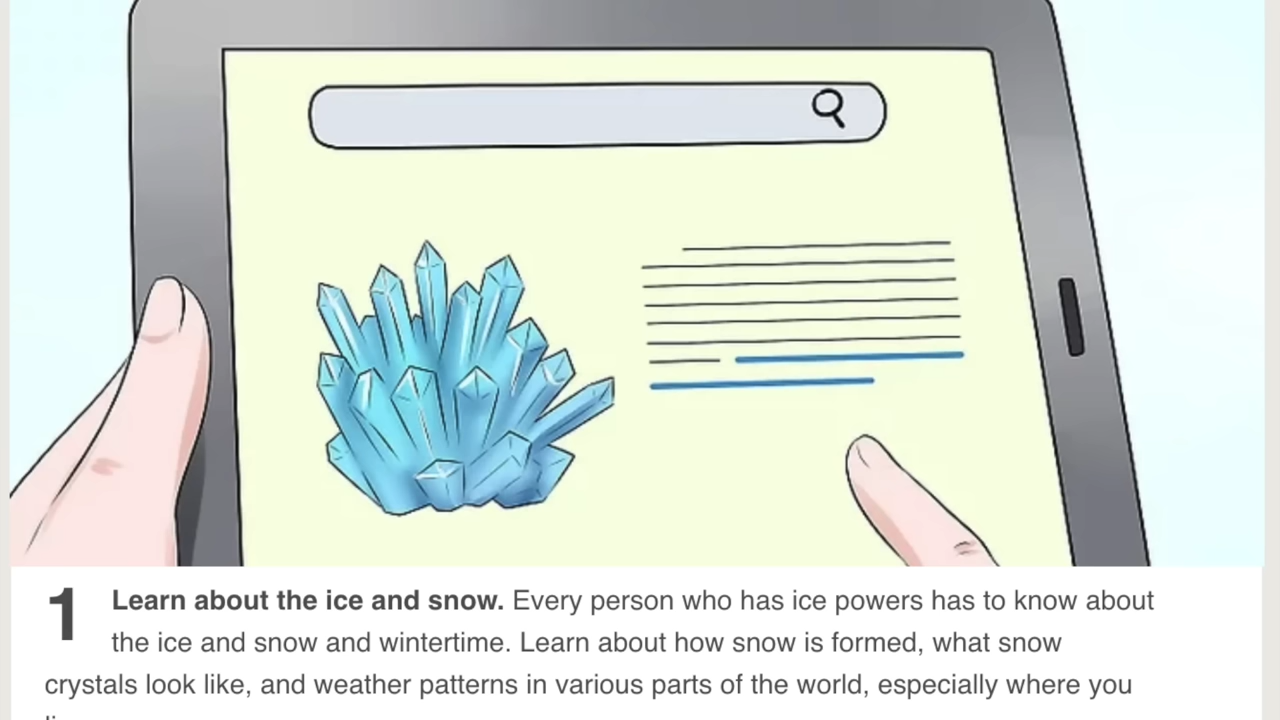 1
Learn about the ice and snow. Every person who has ice powers has to know about
the ice and snow and wintertime. Learn about how snow is formed, what snow
crystals look like, and weather patterns in various parts of the world, especially where you